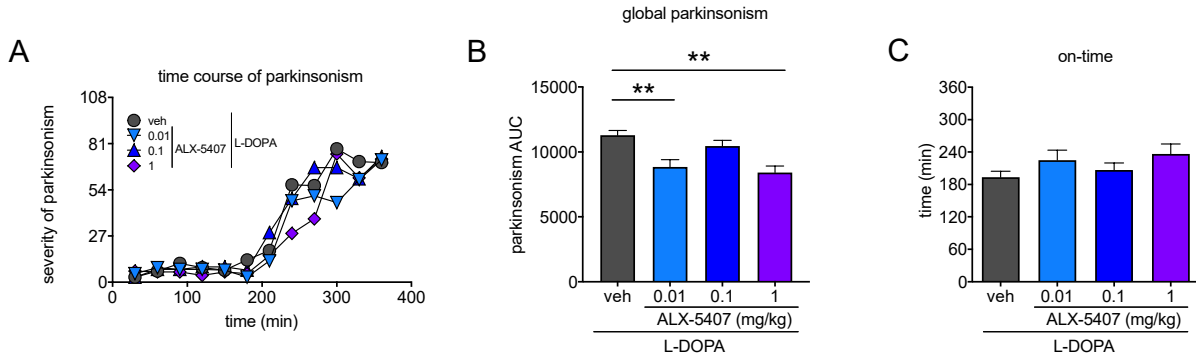 global parkinsonism
A
B
C
time course of parkinsonism
on-time
severity of parkinsonism
108
81
54
27
0
veh
0.01
0.1
1
ALX-5407
L-DOPA
0 100 200 300 400
time (min)
parkinsonism AUC
15000
10000
5000
0
**
**
veh 0.01 0.1 1
ALX-5407 (mg/kg)
L-DOPA
time (min)
360
300
240
180
120
60
0
veh 0.01 0.1 1
ALX-5407 (mg/kg)
L-DOPA